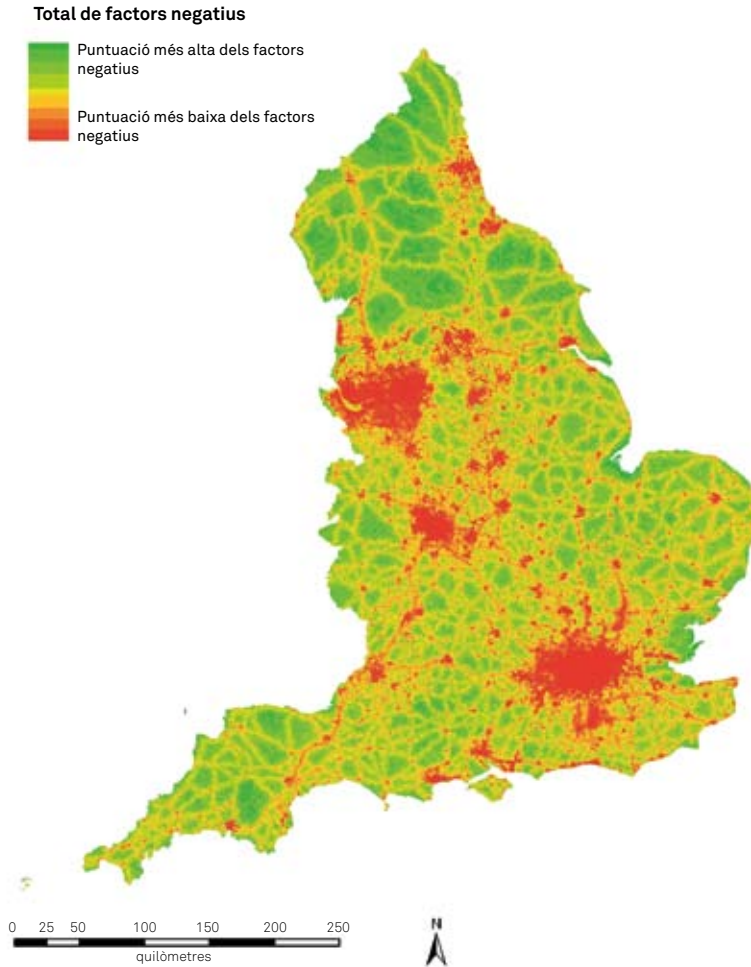 Total de factors negatius
Puntuació més alta dels factors
negatius
Puntuació més baixa dels factors
negatius
0 25 50 100 150 200 250
quilòmetres
N